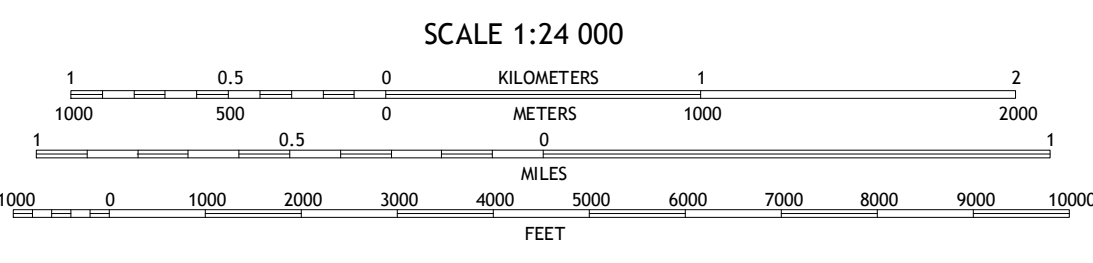 SCALE 1:24 000
1 0.5 0 KILOMETERS 1 2
1000 500 0 METERS 1000 2000
1 0.5 0 1
MILES
1000 0 1000 2000 3000 4000 5000 6000 7000 8000 9000 10000
FEET